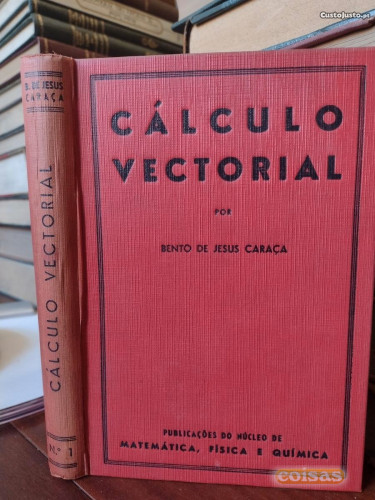 CustoJusto.pt
B. DE JESUS
CARAÇA
CÁLCULO VECTORIAL
N.º 1
CÁLCULO
VECTORIAL
POR
BENTO DE JESUS CARAÇA
PUBLICAÇÕES DO NÚCLEO DE
MATEMÁTICA, FÍSICA E QUÍMICA
coisas